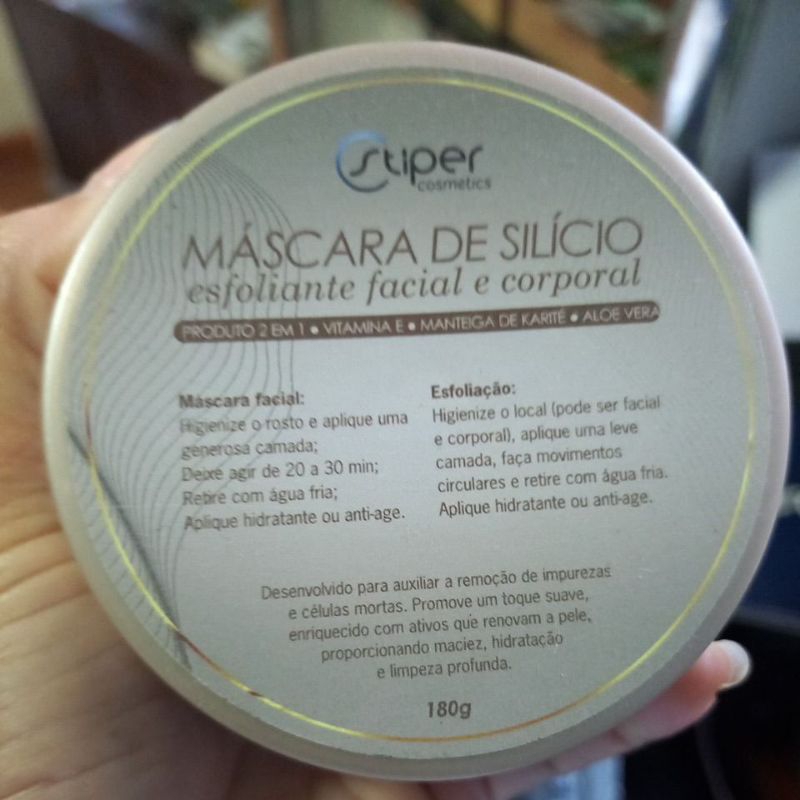 stiper
cosmetics
MÁSCARA DE SILÍCIO
esfoliante facial e corporal
PRODUTO 2 EM 1 • VITAMINA E • MANTEIGA DE KARITÉ • ALOE VERA
Máscara facial:
Higienize o rosto e aplique uma
generosa camada;
Deixe agir de 20 a 30 min;
Retire com água fria;
Aplique hidratante ou anti-age.
Esfoliação:
Higienize o local (pode ser facial
e corporal), aplique uma leve
camada, faça movimentos
circulares e retire com água fria.
Aplique hidratante ou anti-age.
Desenvolvido para auxiliar a remoção de impurezas
e células mortas. Promove um toque suave,
enriquecido com ativos que renovam a pele,
proporcionando maciez, hidratação
e limpeza profunda.
180g